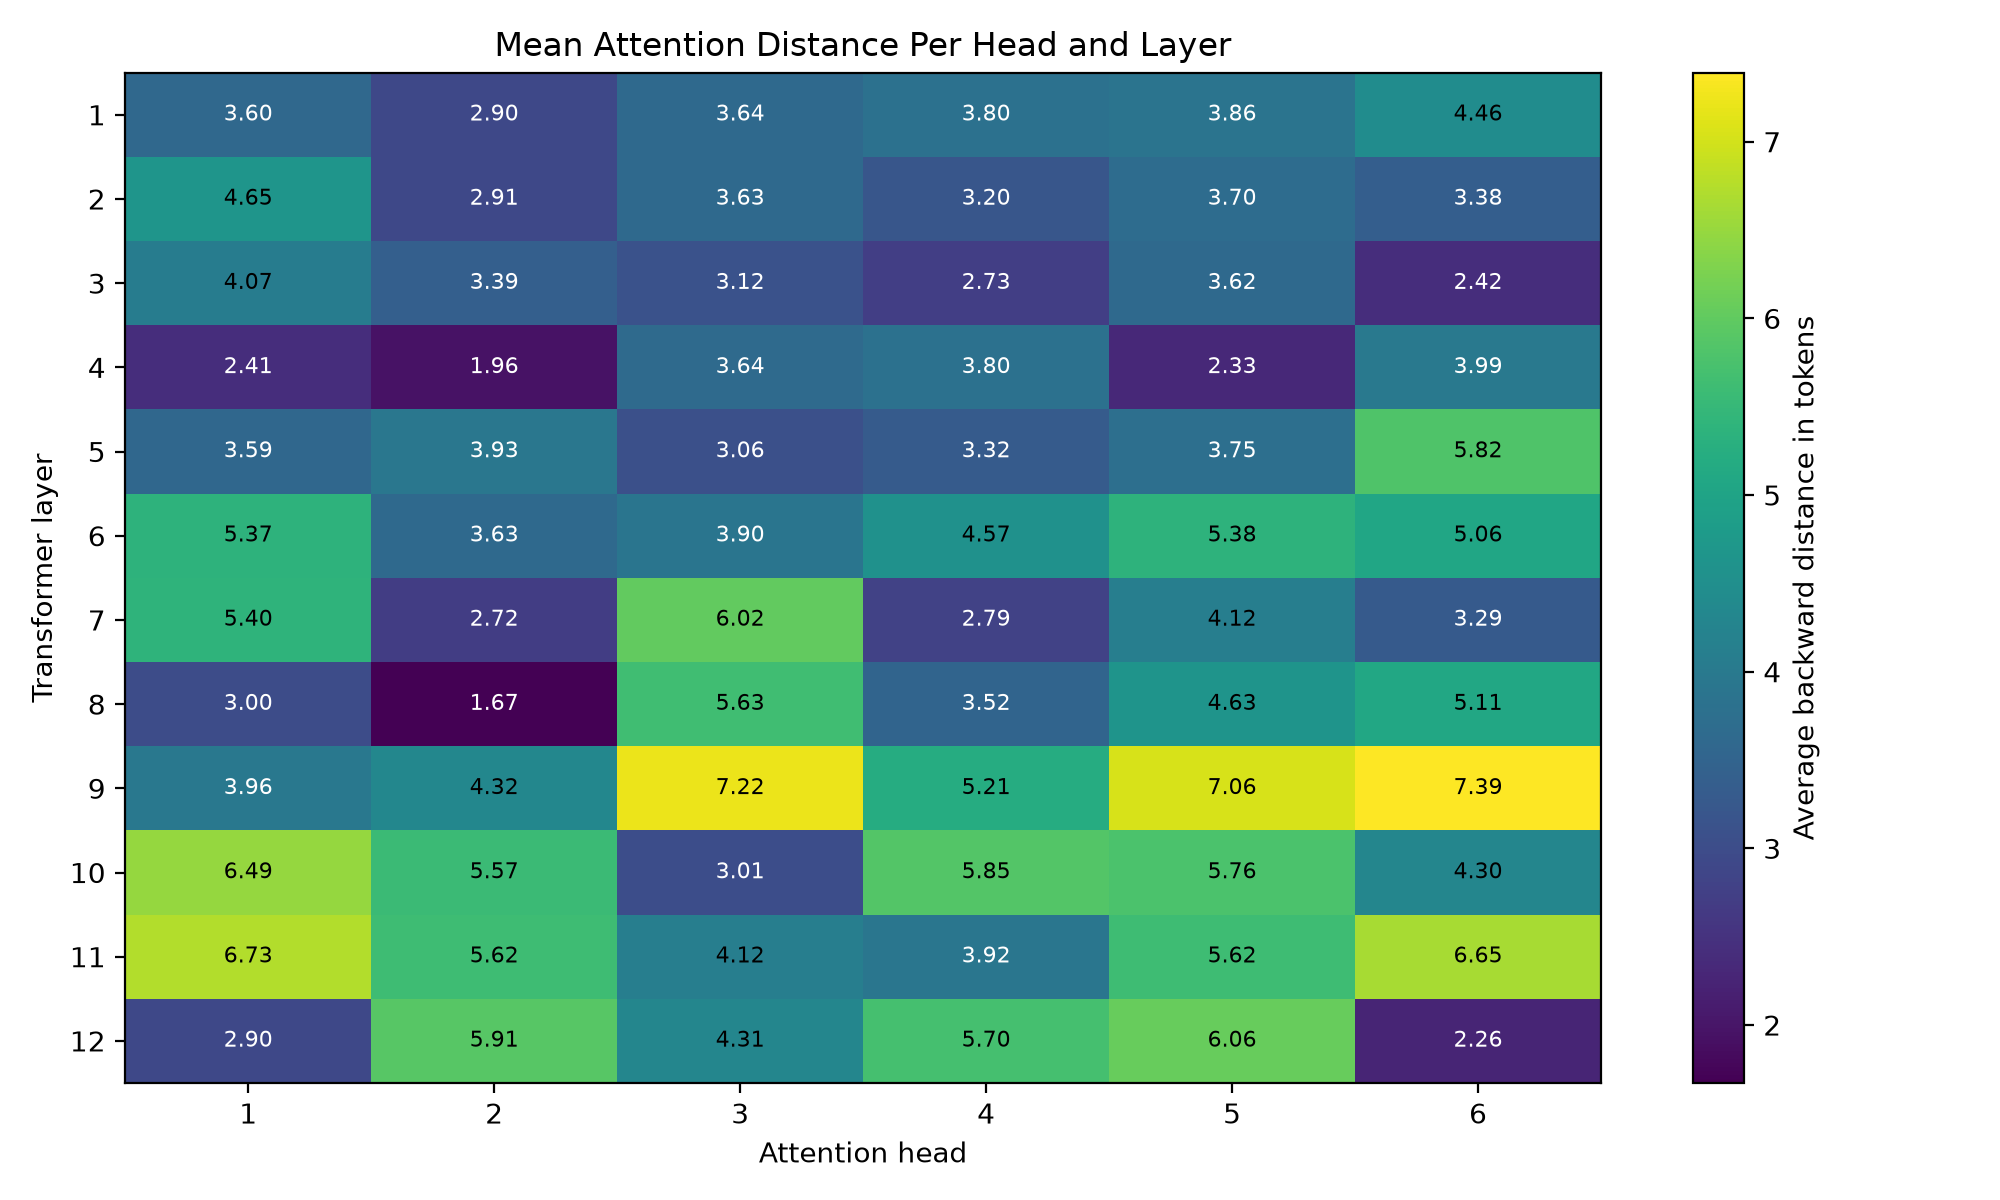 Mean Attention Distance Per Head and Layer
1 3.60 2.90 3.64 3.80 3.86 4.46
2 4.65 2.91 3.63 3.20 3.70 3.38
3 4.07 3.39 3.12 2.73 3.62 2.42
4 2.41 1.96 3.64 3.80 2.33 3.99
5 3.59 3.93 3.06 3.32 3.75 5.82
6 5.37 3.63 3.90 4.57 5.38 5.06
7 5.40 2.72 6.02 2.79 4.12 3.29
8 3.00 1.67 5.63 3.52 4.63 5.11
9 3.96 4.32 7.22 5.21 7.06 7.39
10 6.49 5.57 3.01 5.85 5.76 4.30
11 6.73 5.62 4.12 3.92 5.62 6.65
12 2.90 5.91 4.31 5.70 6.06 2.26
1 2 3 4 5 6
Attention head
Transformer layer
7
6
5
4
3
2
Average backward distance in tokens